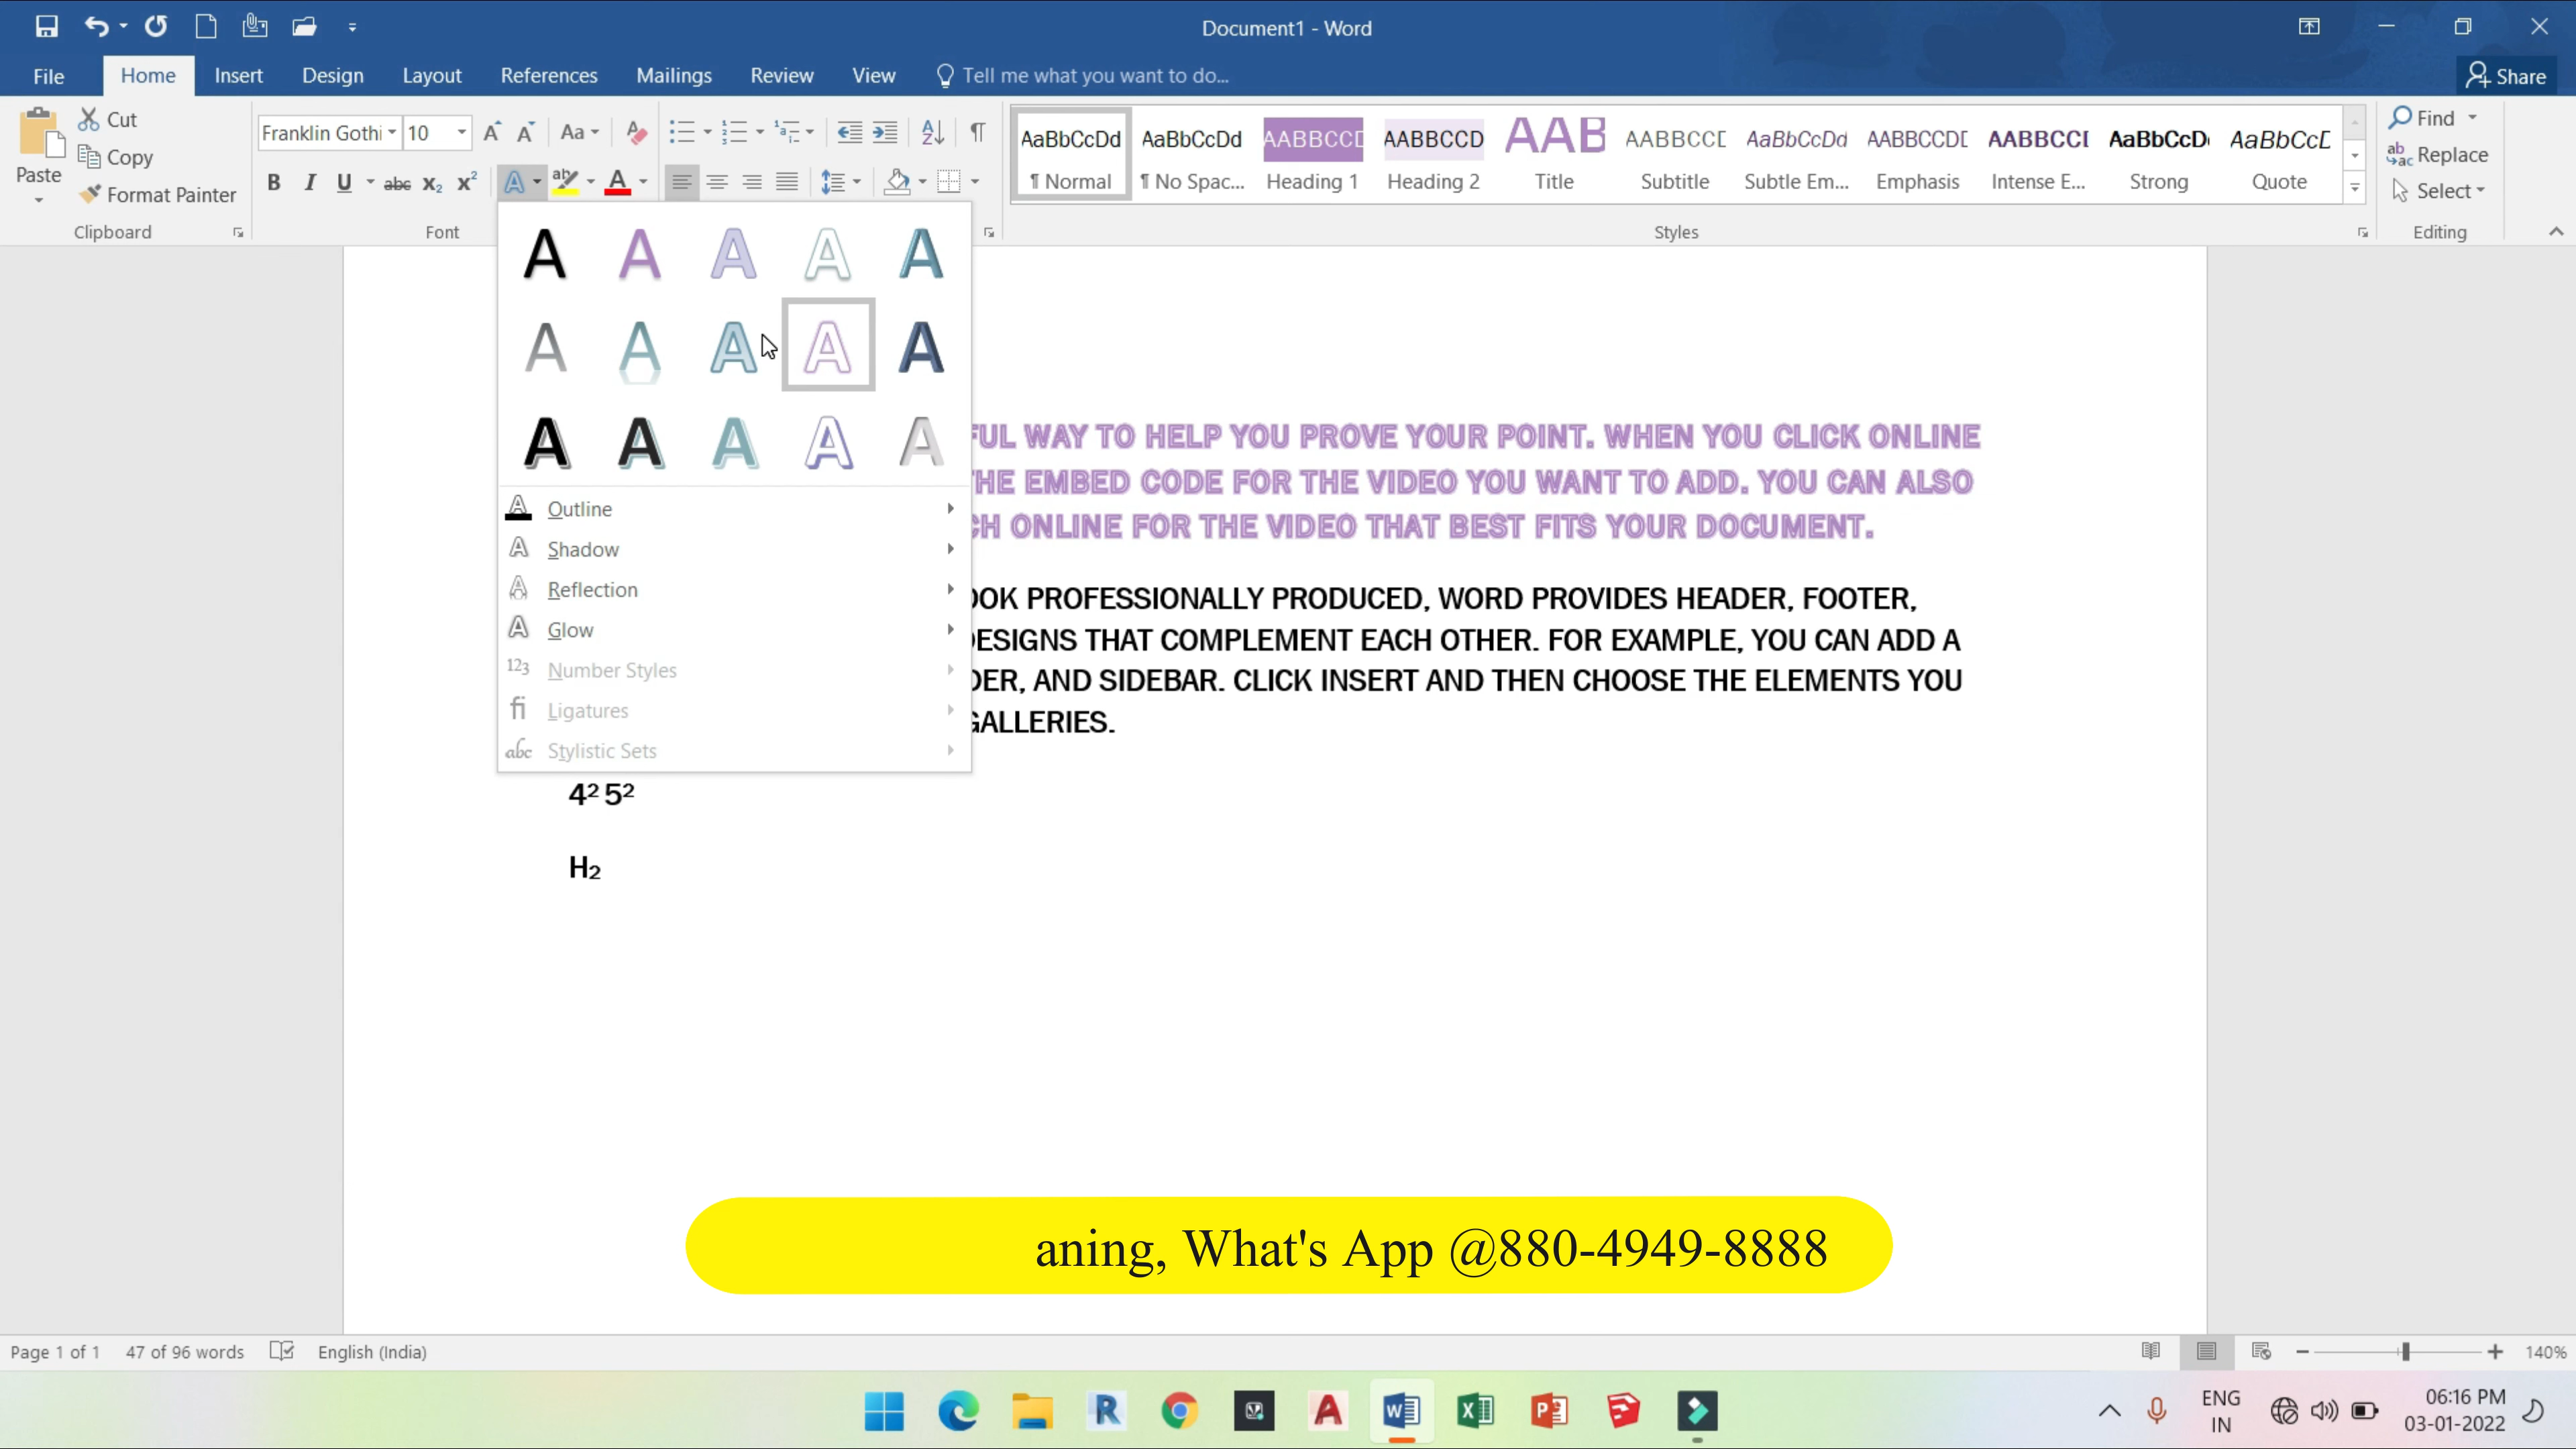 Document1 - Word
File Home Insert Design Layout References Mailings Review View Tell me what you want to do... Share
Paste
Cut
Copy
Format Painter
Clipboard
Franklin Gothi 10
Font
AaBbCcDd
¶ Normal
AaBbCcDd
¶ No Spac...
AABBCCD
Heading 1
AABBCCD
Heading 2
AAB
Title
AABBCCD
Subtitle
AaBbCcDd
Subtle Em...
AABBCCDD
Emphasis
AABBCCD
Intense E...
AaBbCcD
Strong
AaBbCcD
Quote
Styles
Find
Replace
Select
Editing
Outline
Shadow
Reflection
Glow
Number Styles
Ligatures
Stylistic Sets
FUL WAY TO HELP YOU PROVE YOUR POINT. WHEN YOU CLICK ONLINE
THE EMBED CODE FOR THE VIDEO YOU WANT TO ADD. YOU CAN ALSO
CH ONLINE FOR THE VIDEO THAT BEST FITS YOUR DOCUMENT.
OOK PROFESSIONALLY PRODUCED, WORD PROVIDES HEADER, FOOTER,
DESIGNS THAT COMPLEMENT EACH OTHER. FOR EXAMPLE, YOU CAN ADD A
DER, AND SIDEBAR. CLICK INSERT AND THEN CHOOSE THE ELEMENTS YOU
GALLERIES.
4² 5²
H₂
aning, What's App @880-4949-8888
Page 1 of 1 47 of 96 words English (India) 140%
ENG
IN
06:16 PM
03-01-2022